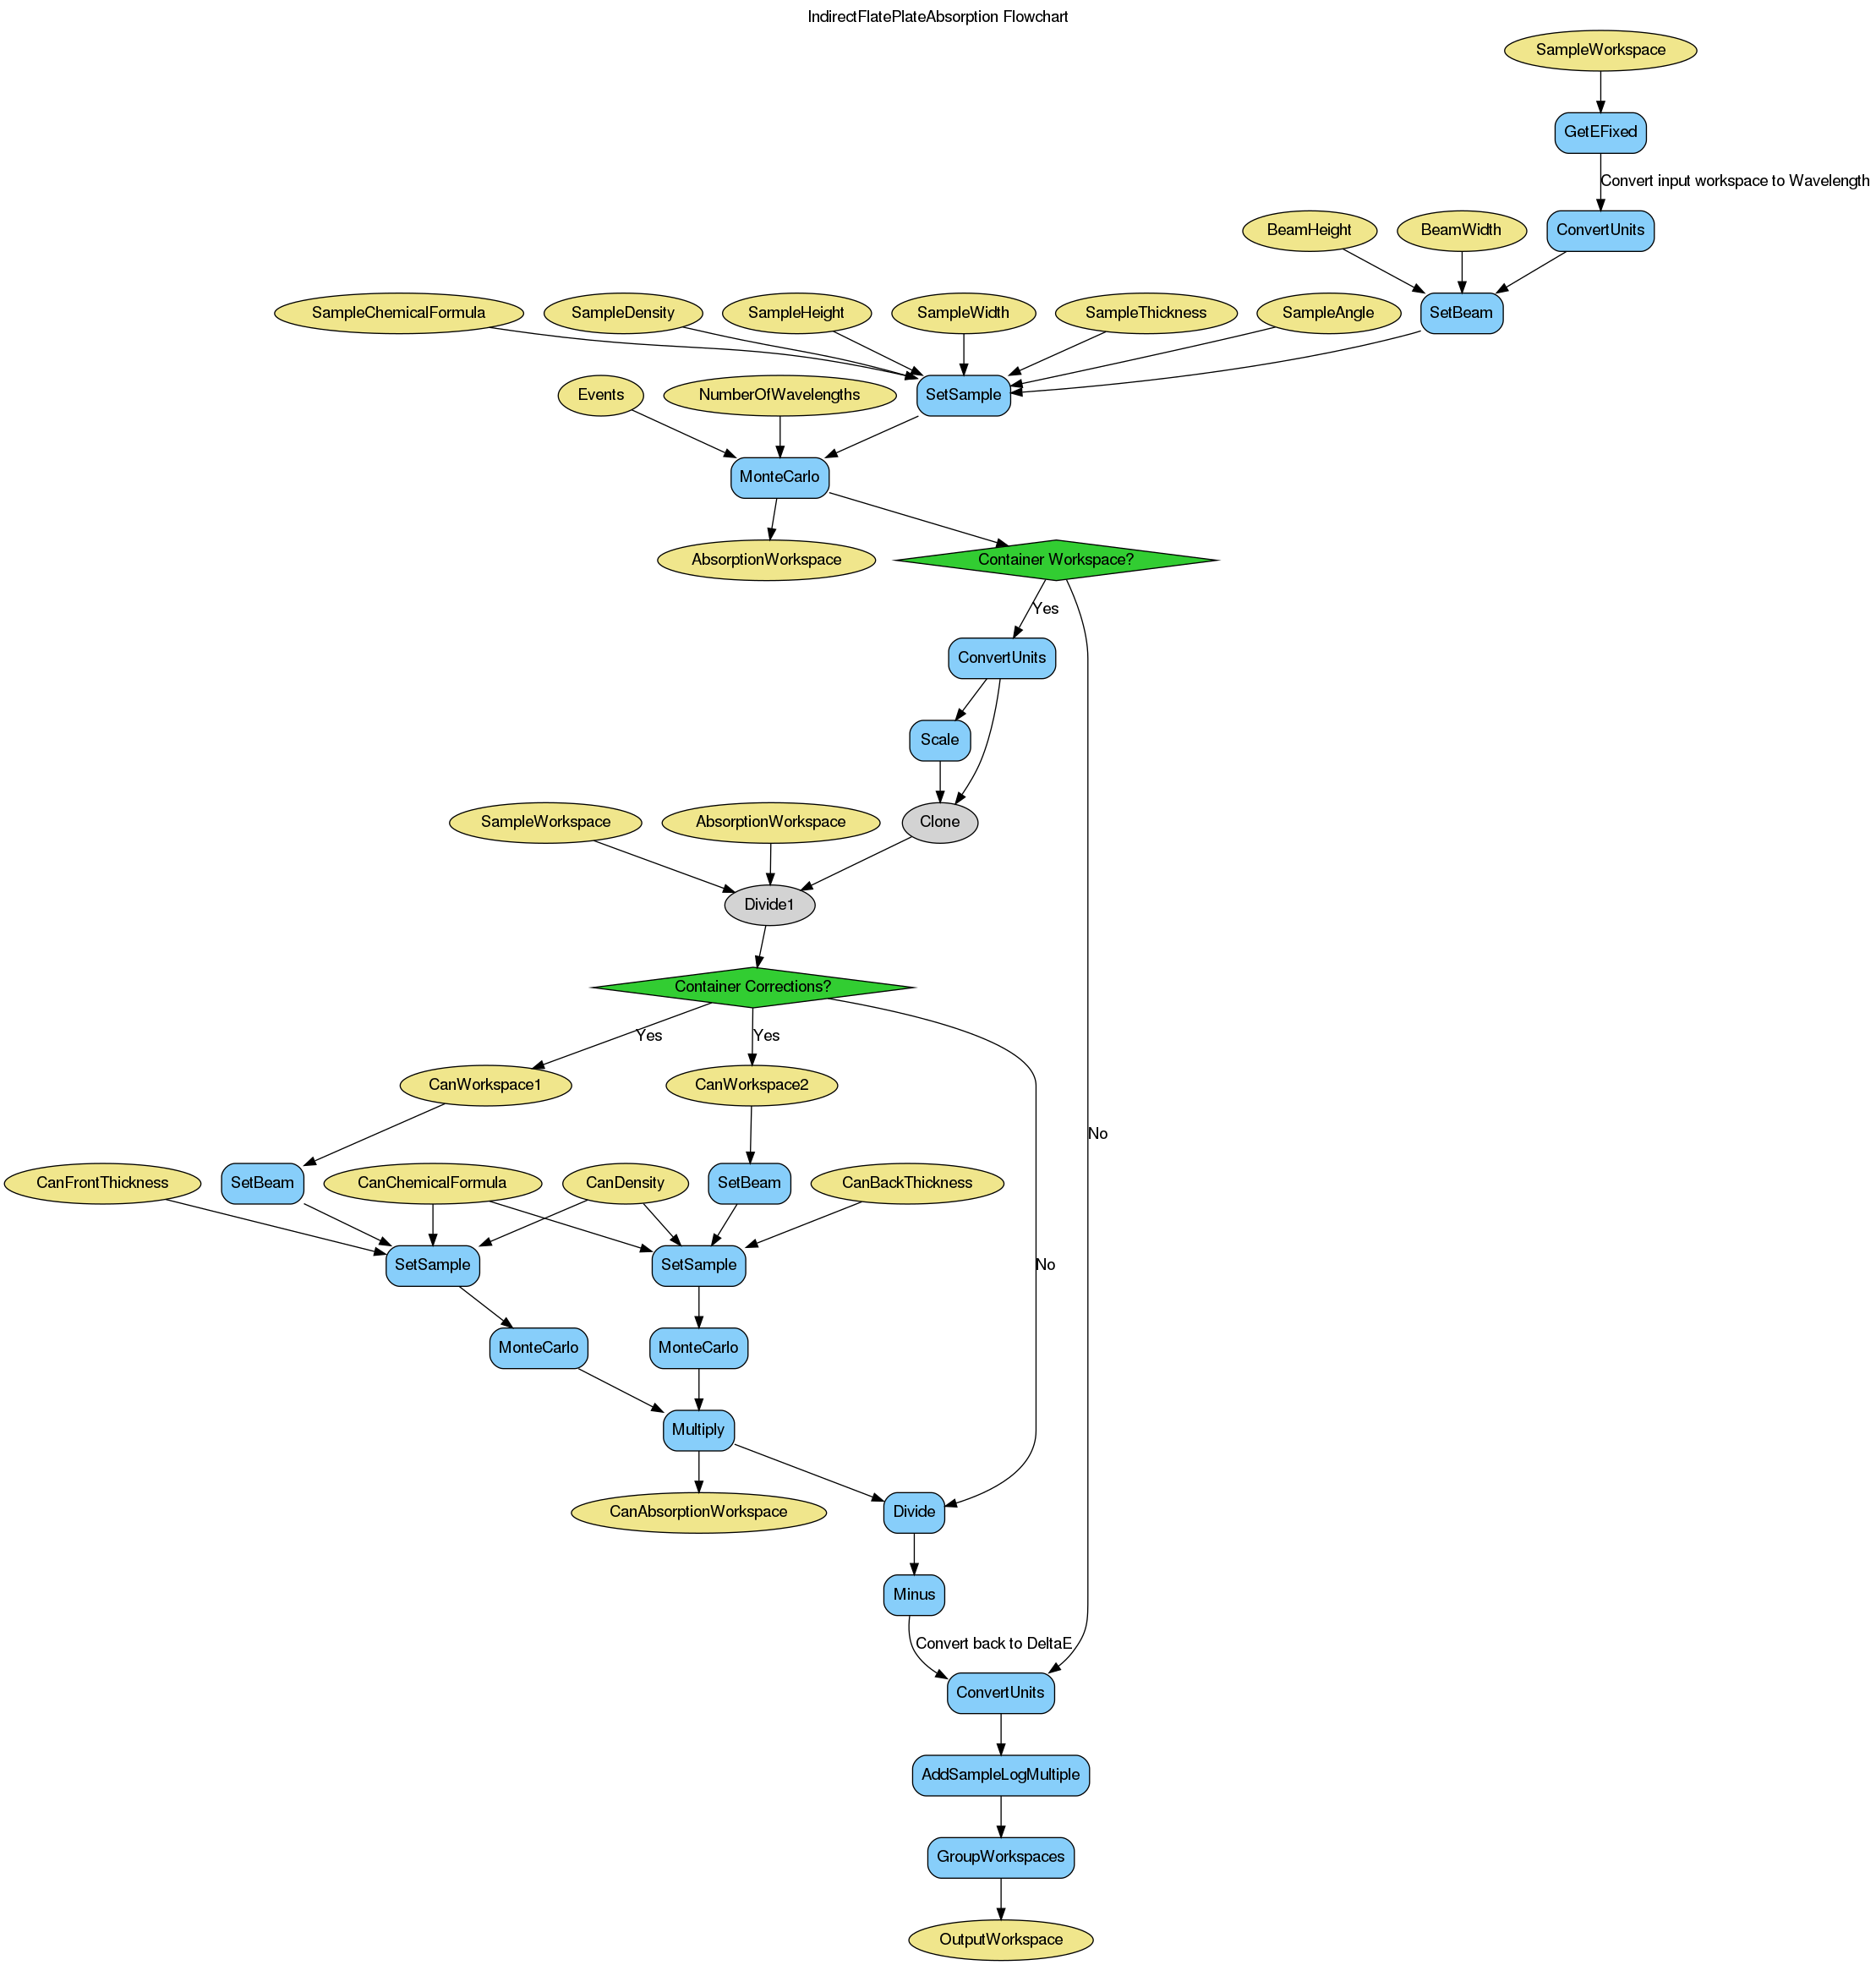 IndirectFlatePlateAbsorption Flowchart
SampleWorkspace
GetEFixed
Convert input workspace to Wavelength
BeamHeight
BeamWidth
ConvertUnits
SampleChemicalFormula
SampleDensity
SampleHeight
SampleWidth
SampleThickness
SampleAngle
SetBeam
Events
NumberOfWavelengths
SetSample
MonteCarlo
AbsorptionWorkspace
Container Workspace?
Yes
ConvertUnits
Scale
SampleWorkspace
AbsorptionWorkspace
Clone
Divide1
Container Corrections?
Yes
Yes
CanWorkspace1
CanWorkspace2
No
CanFrontThickness
SetBeam
CanChemicalFormula
CanDensity
SetBeam
CanBackThickness
SetSample
SetSample
No
MonteCarlo
MonteCarlo
Multiply
CanAbsorptionWorkspace
Divide
Minus
Convert back to DeltaE
ConvertUnits
AddSampleLogMultiple
GroupWorkspaces
OutputWorkspace